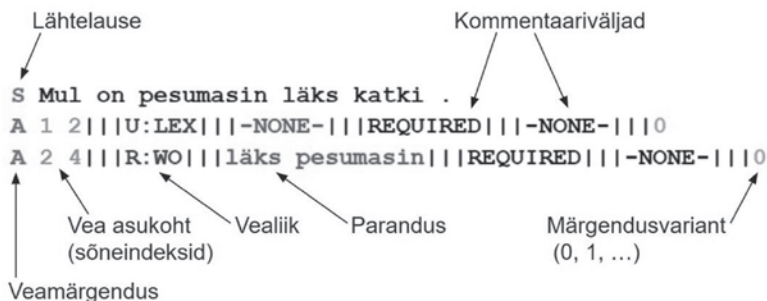 Lähtelause Kommentaariväljad
S Mul on pesumasin läks katki .
A 1 2|||U:LEX|||-NONE-|||REQUIRED|||-NONE-|||0
A 2 4|||R:WO|||läks pesumasin|||REQUIRED|||-NONE-|||0
Vea asukoht Vealiik Parandus Märgendusvariant
(sõneindeksid) (0, 1, …)
Veamärgendus